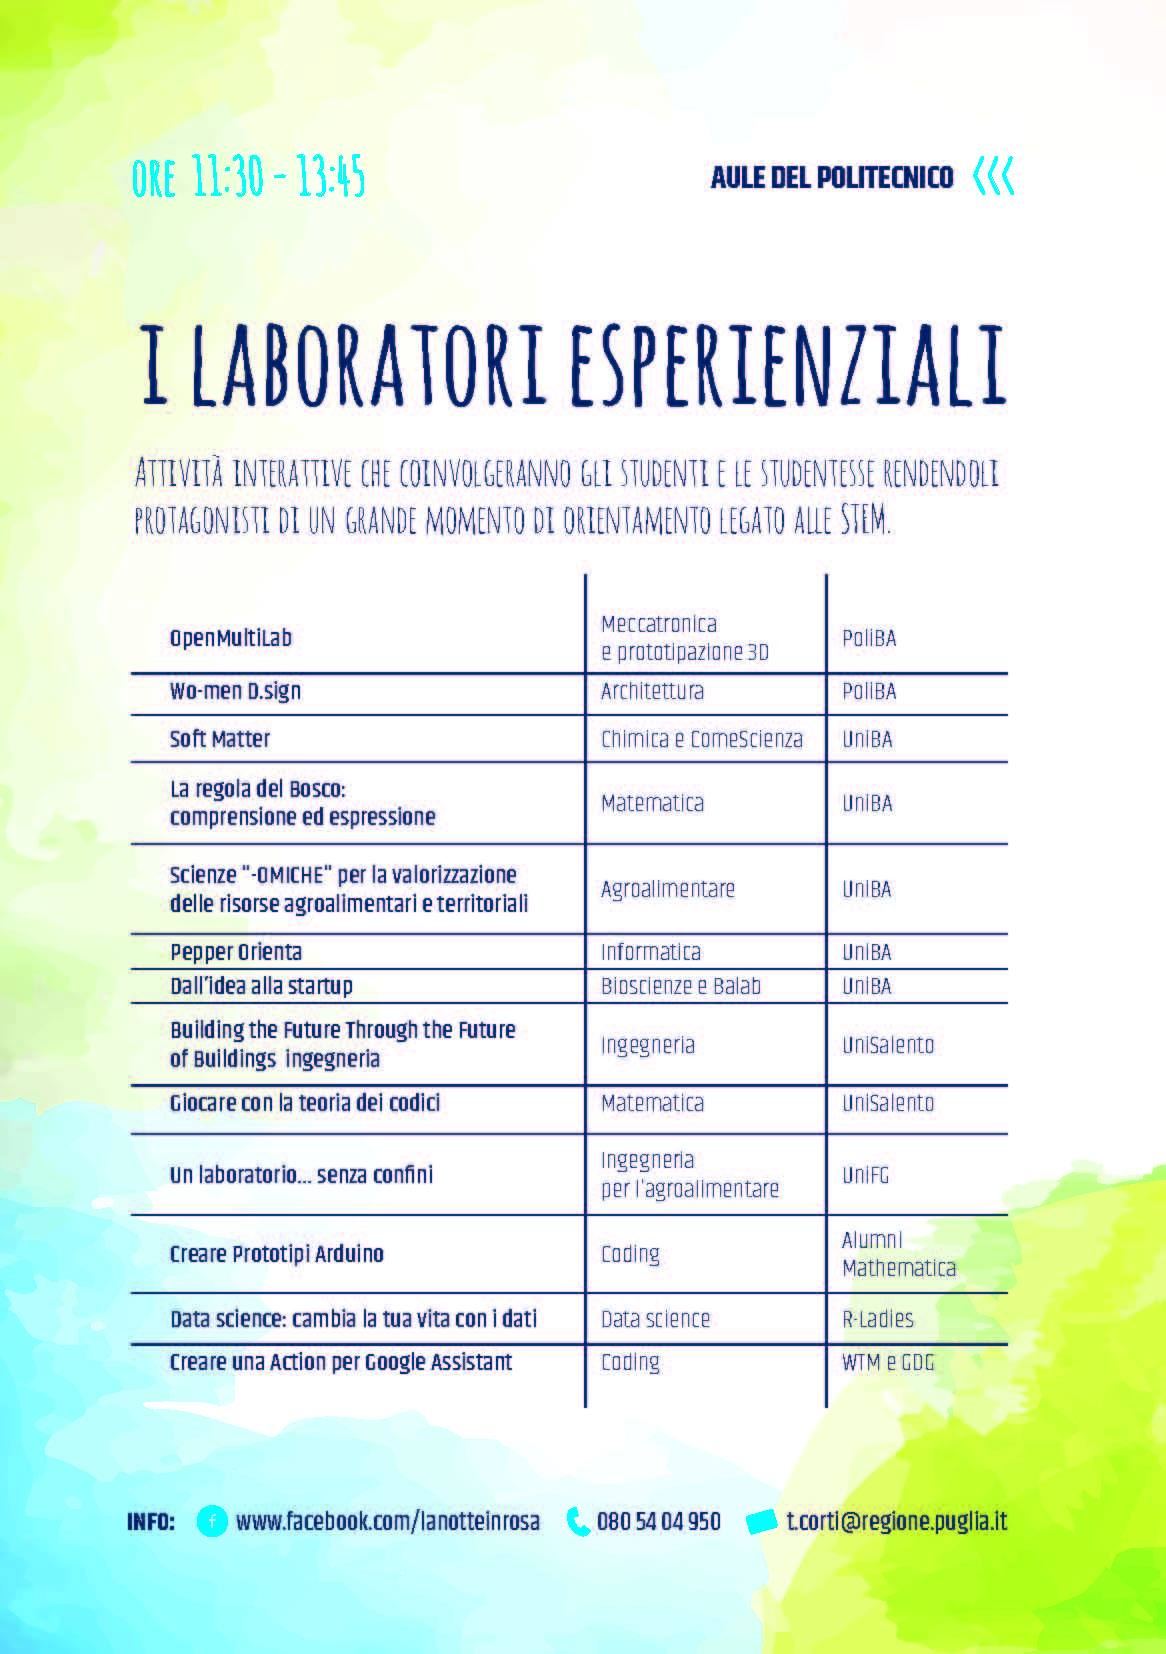 ORE 11:30 - 13:45
AULE DEL POLITECNICO
I LABORATORI ESPERIENZIALI
ATTIVITÀ INTERATTIVE CHE COINVOLGERANNO GLI STUDENTI E LE STUDENTESSE RENDENDOLI
PROTAGONISTI DI UN GRANDE MOMENTO DI ORIENTAMENTO LEGATO ALLE STEM.
OpenMultiLab
Meccatronica
e prototipazione 3D
PoliBA
Wo-men D.sign
Architettura
PoliBA
Soft Matter
Chimica e ComeScienza
UniBA
La regola del Bosco:
comprensione ed espressione
Matematica
UniBA
Scienze "-OMICHE" per la valorizzazione
delle risorse agroalimentari e territoriali
Agroalimentare
UniBA
Pepper Orienta
Informatica
UniBA
Dall'idea alla startup
Bioscienze e Balab
UniBA
Building the Future Through the Future
of Buildings ingegneria
Ingegneria
UniSalento
Giocare con la teoria dei codici
Matematica
UniSalento
Un laboratorio... senza confini
Ingegneria
per l'agroalimentare
UniFG
Creare Prototipi Arduino
Coding
Alumni
Mathematica
Data science: cambia la tua vita con i dati
Data science
R-Ladies
Creare una Action per Google Assistant
Coding
WTM e GDG
INFO: www.facebook.com/lanotteinrosa 080 54 04 950 t.corti@regione.puglia.it